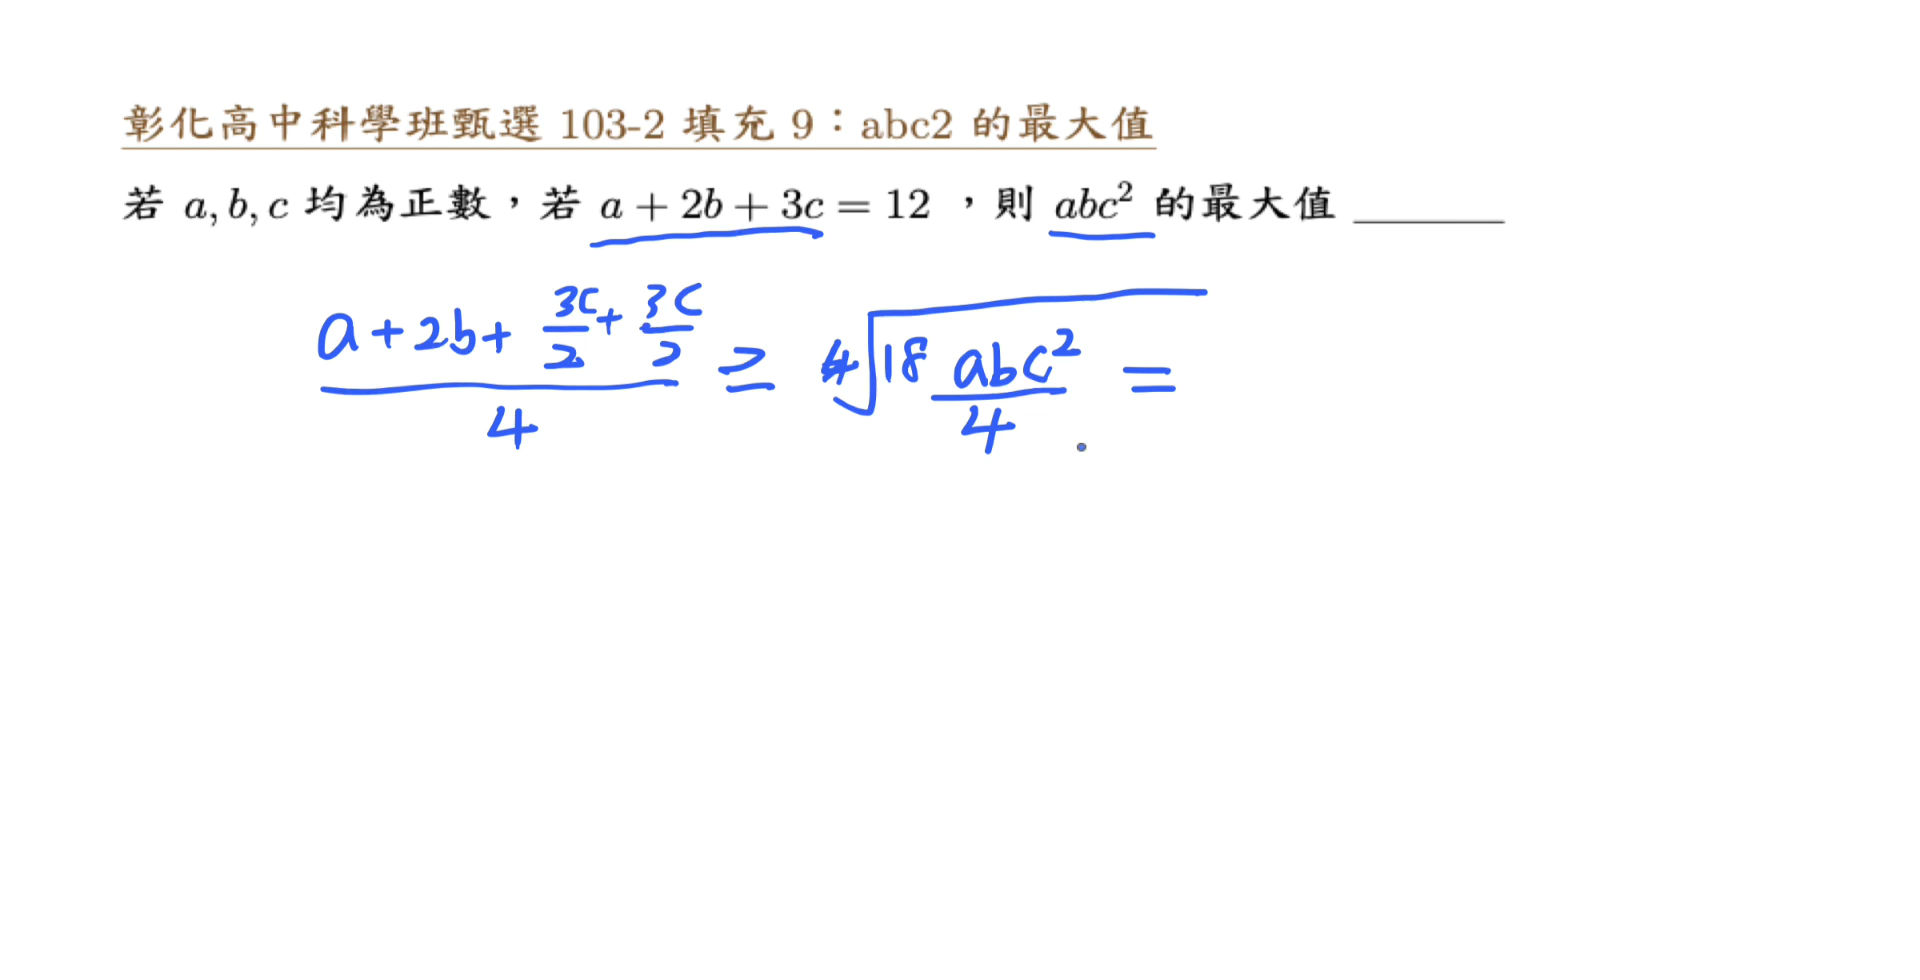 彰化高中科學班甄選 103-2 填充 9：abc2 的最大值
若 a, b, c 均為正數，若 a + 2b + 3c = 12 ，則 abc² 的最大值 ______
(a+2b+3c/2+3c/2)/4 ≥ ∜(18 abc²/4) =